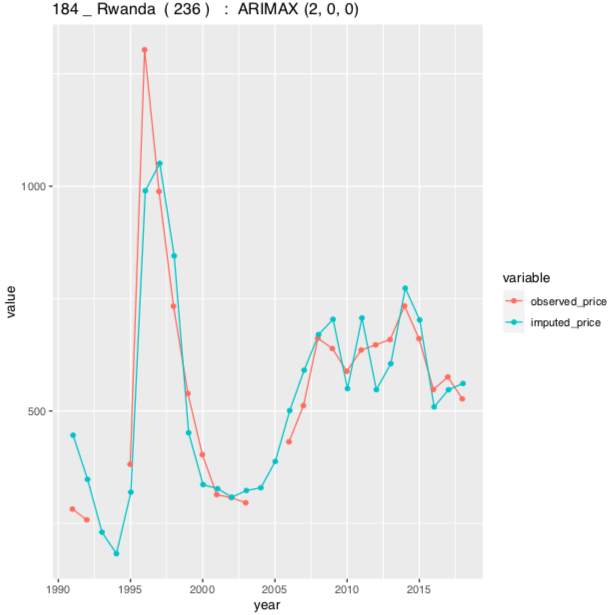 184 _ Rwanda ( 236 ) : ARIMAX (2, 0, 0)
1000
500
value
1990 1995 2000 2005 2010 2015
year
variable
observed_price
imputed_price